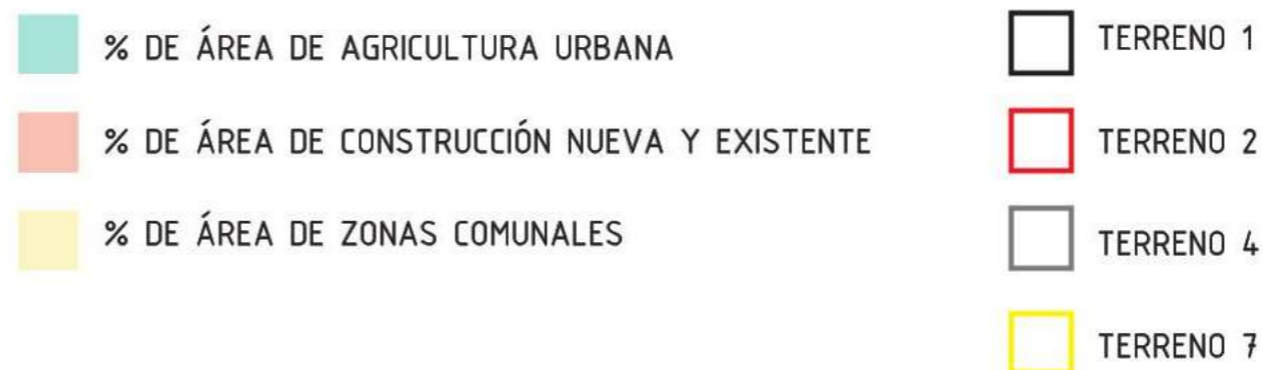 % DE ÁREA DE AGRICULTURA URBANA
% DE ÁREA DE CONSTRUCCIÓN NUEVA Y EXISTENTE
% DE ÁREA DE ZONAS COMUNALES
TERRENO 1
TERRENO 2
TERRENO 4
TERRENO 7